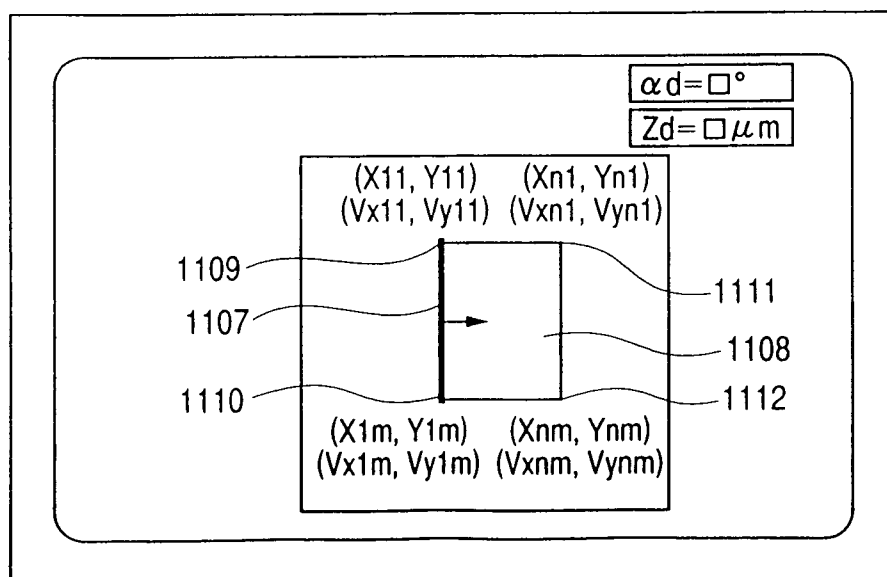 αd=□°
Zd=□μm
(X11, Y11) (Xn1, Yn1)
(Vx11, Vy11) (Vxn1, Vyn1)
1109
1111
1107
1108
1110
1112
(X1m, Y1m) (Xnm, Ynm)
(Vx1m, Vy1m) (Vxnm, Vynm)